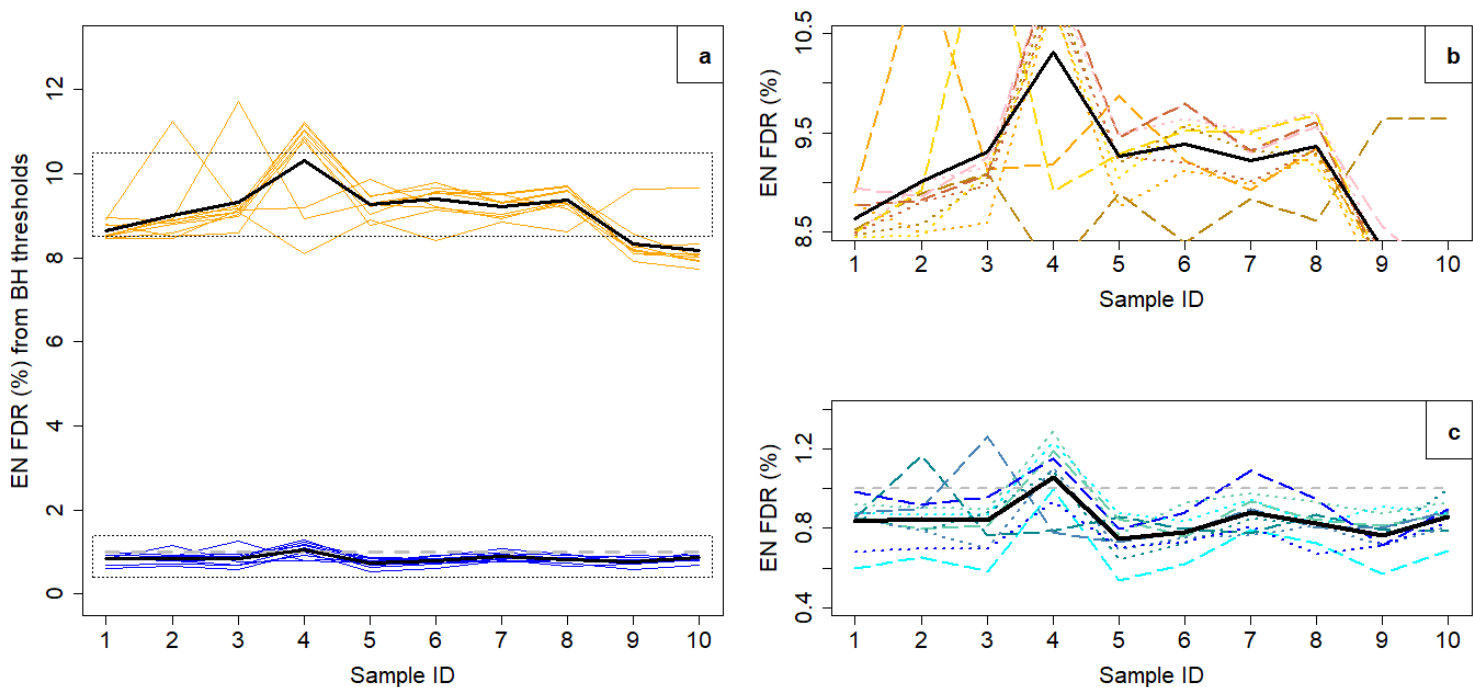 a
EN FDR (%) from BH thresholds
12
10
8
6
4
2
0
1 2 3 4 5 6 7 8 9 10
Sample ID
b
EN FDR (%)
10.5
9.5
8.5
1 2 3 4 5 6 7 8 9 10
Sample ID
c
EN FDR (%)
1.2
0.8
0.4
1 2 3 4 5 6 7 8 9 10
Sample ID